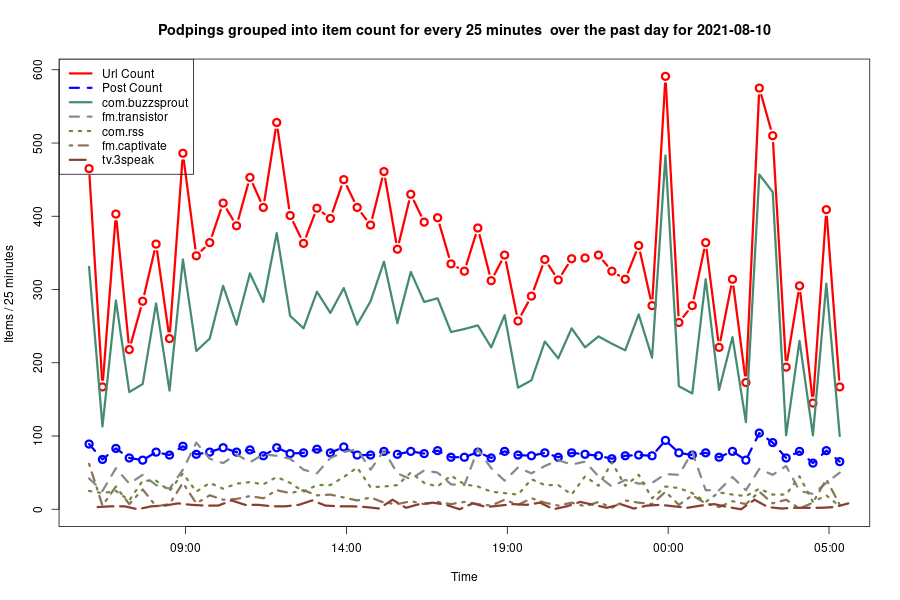 Podpings grouped into item count for every 25 minutes  over the past day for 2021-08-10
Url Count
Post Count
com.buzzsprout
fm.transistor
com.rss
fm.captivate
tv.3speak
Items / 25 minutes
600
500
400
300
200
100
0
09:00
14:00
19:00
00:00
05:00
Time